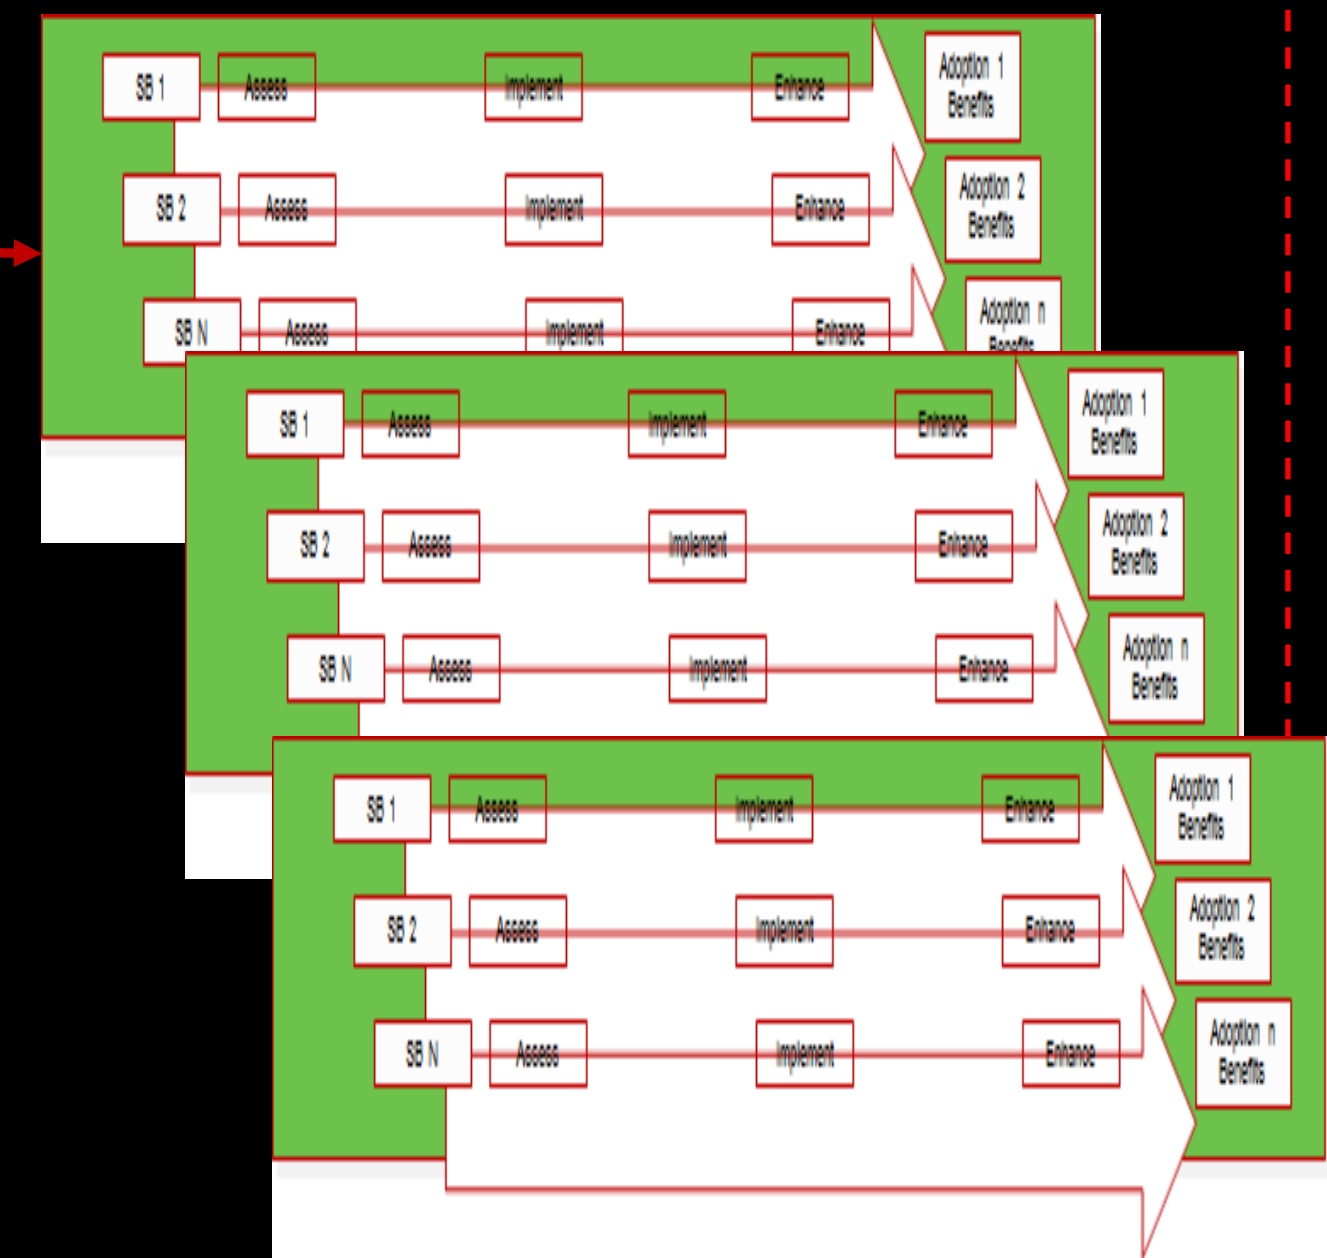 SB 1 Assess Implement Enhance Adoption 1
Benefits
SB 2 Assess Implement Enhance Adoption 2
Benefits
SB N Assess Implement Enhance Adoption n
Benefits
SB 1 Assess Implement Enhance Adoption 1
Benefits
SB 2 Assess Implement Enhance Adoption 2
Benefits
SB N Assess Implement Enhance Adoption n
Benefits
SB 1 Assess Implement Enhance Adoption 1
Benefits
SB 2 Assess Implement Enhance Adoption 2
Benefits
SB N Assess Implement Enhance Adoption n
Benefits